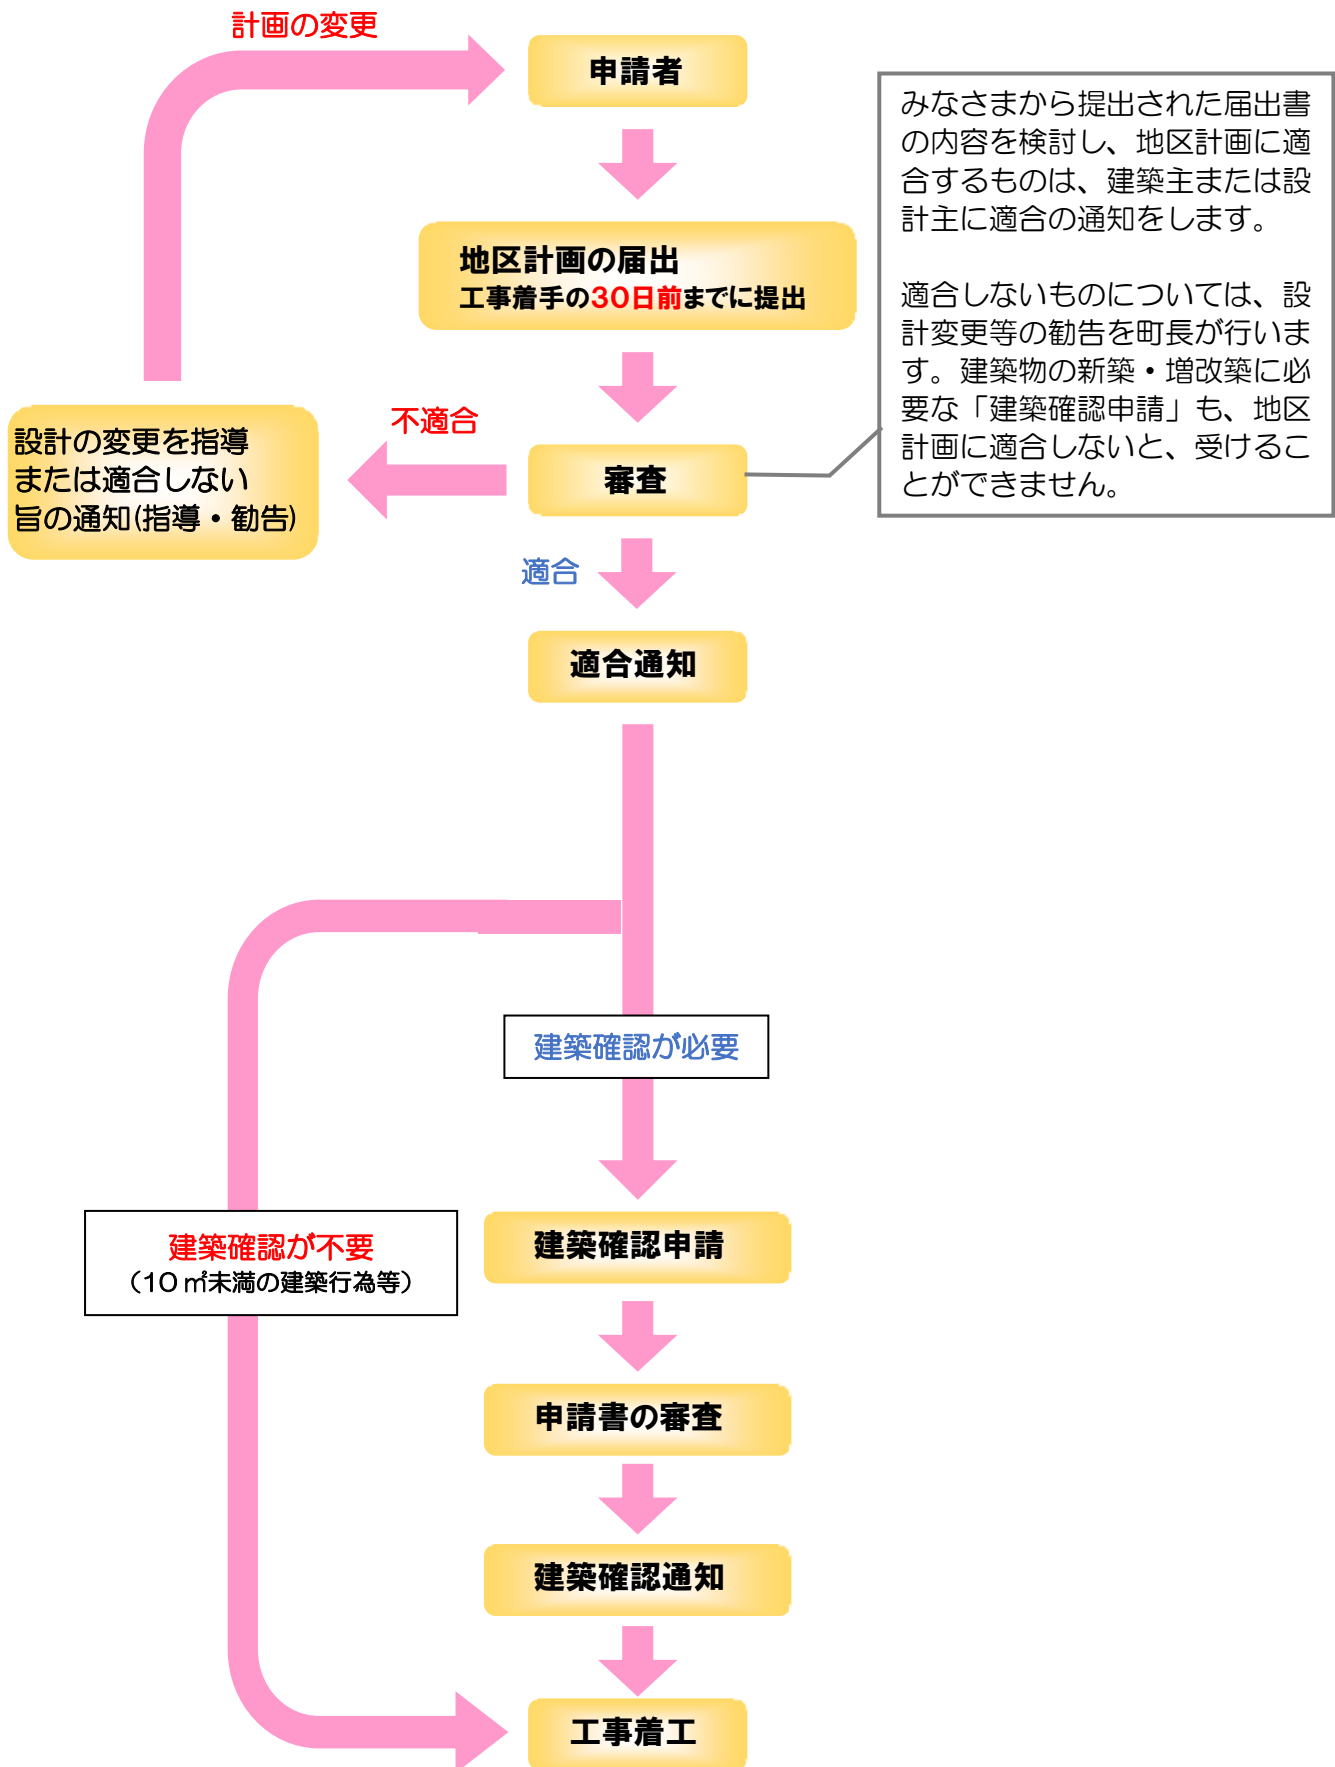 計画の変更
申請者
みなさまから提出された届出書
の内容を検討し、地区計画に適
合するものは、建築主または設
計主に適合の通知をします。
適合しないものについては、設
計変更等の勧告を町長が行いま
す。建築物の新築・増改築に必
要な「建築確認申請」も、地区
計画に適合しないと、受けるこ
とができません。
地区計画の届出
工事着手の30日前までに提出
不適合
設計の変更を指導
または適合しない
旨の通知(指導・勧告)
審査
適合
適合通知
建築確認が必要
建築確認が不要
（10㎡未満の建築行為等）
建築確認申請
申請書の審査
建築確認通知
工事着工